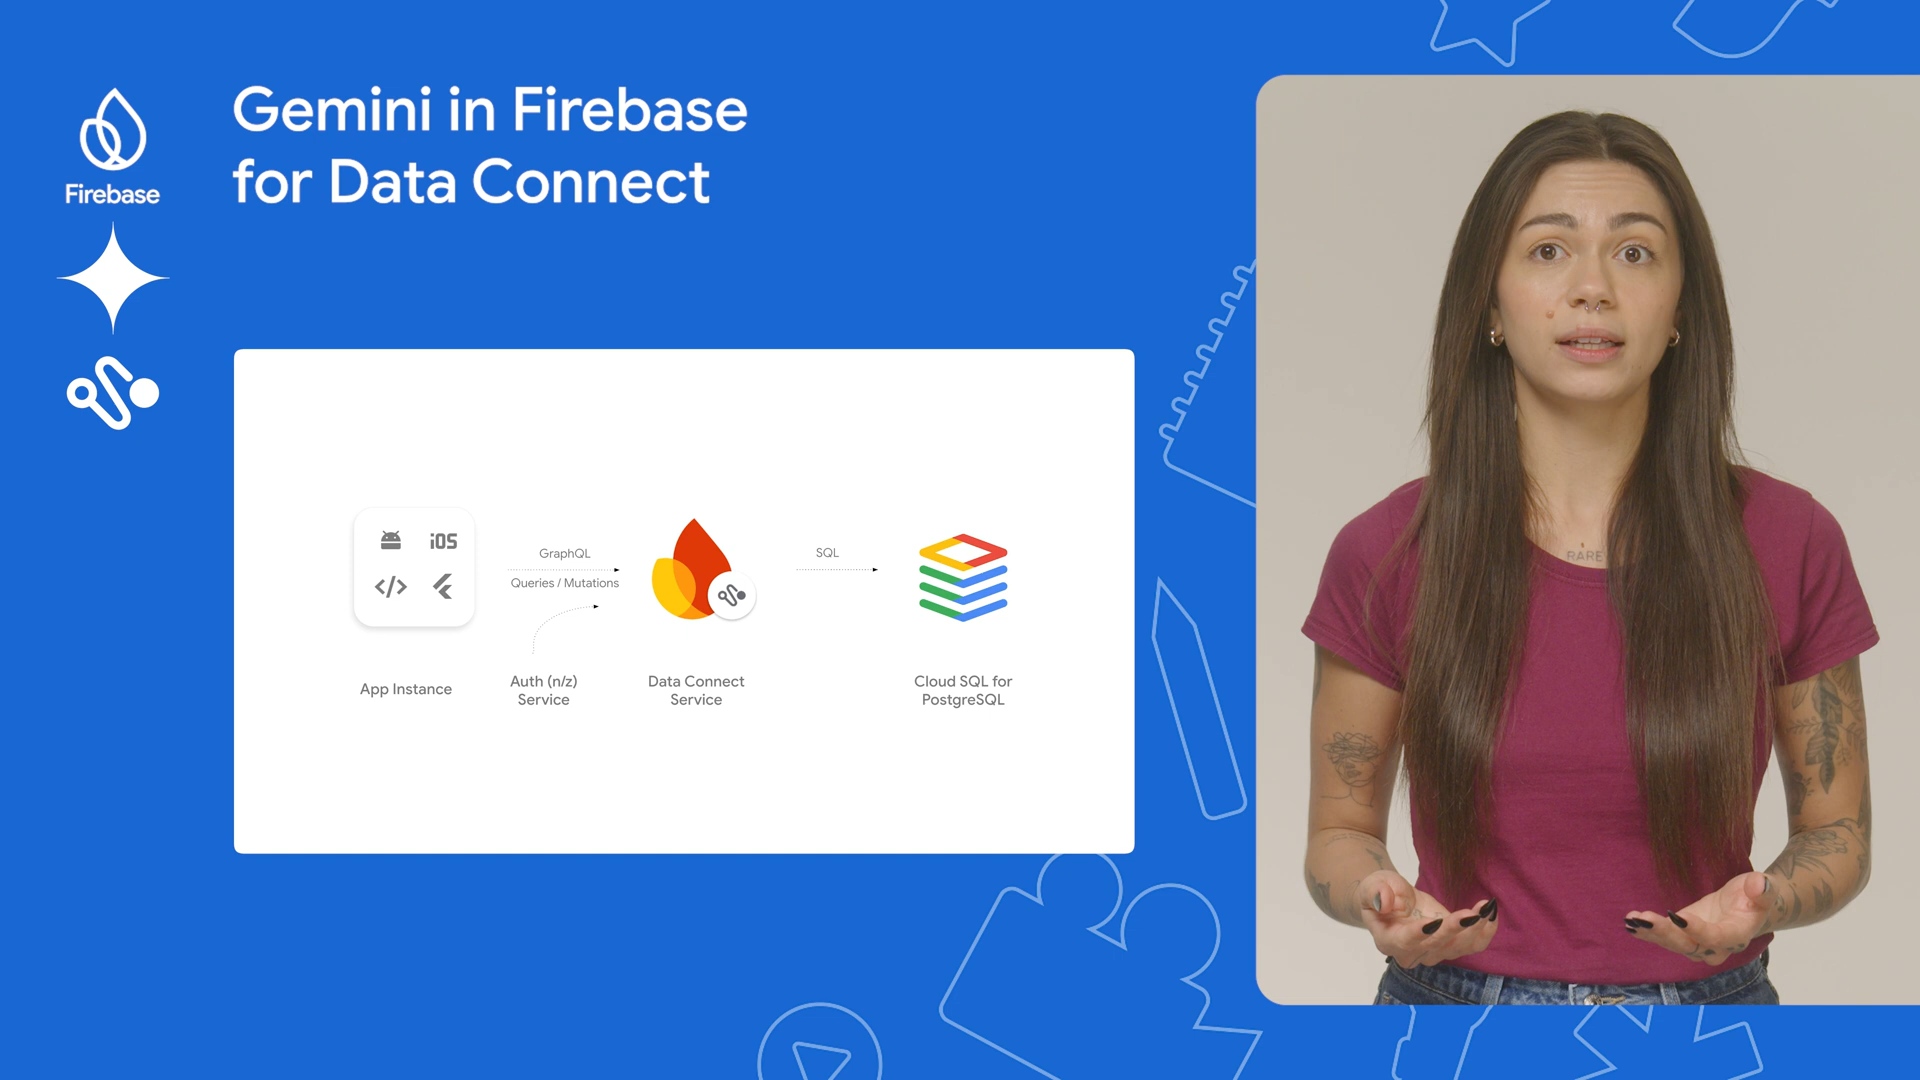 Firebase
Gemini in Firebase
for Data Connect
iOS
GraphQL
Queries / Mutations
SQL
App Instance
Auth (n/z)
Service
Data Connect
Service
Cloud SQL for
PostgreSQL
RARE